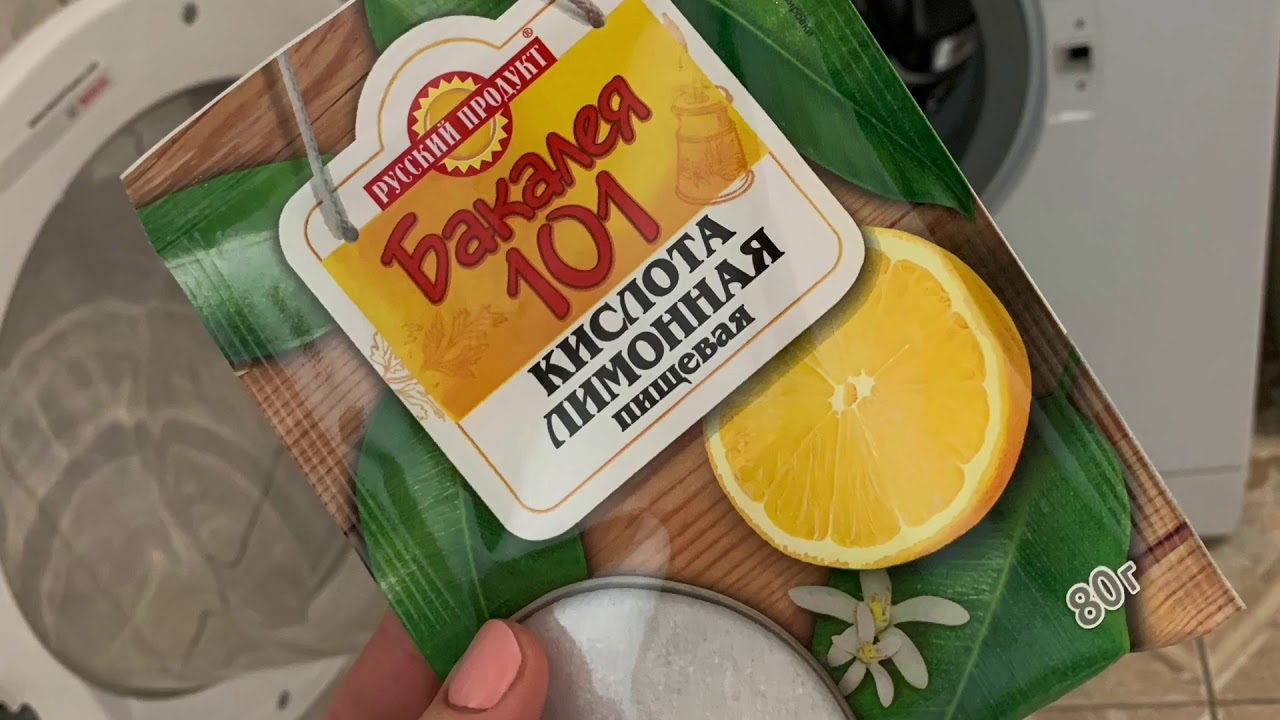 РУССКИЙ ПРОДУКТ
®
Бакалея
101
КИСЛОТА
ЛИМОННАЯ
пищевая
80г